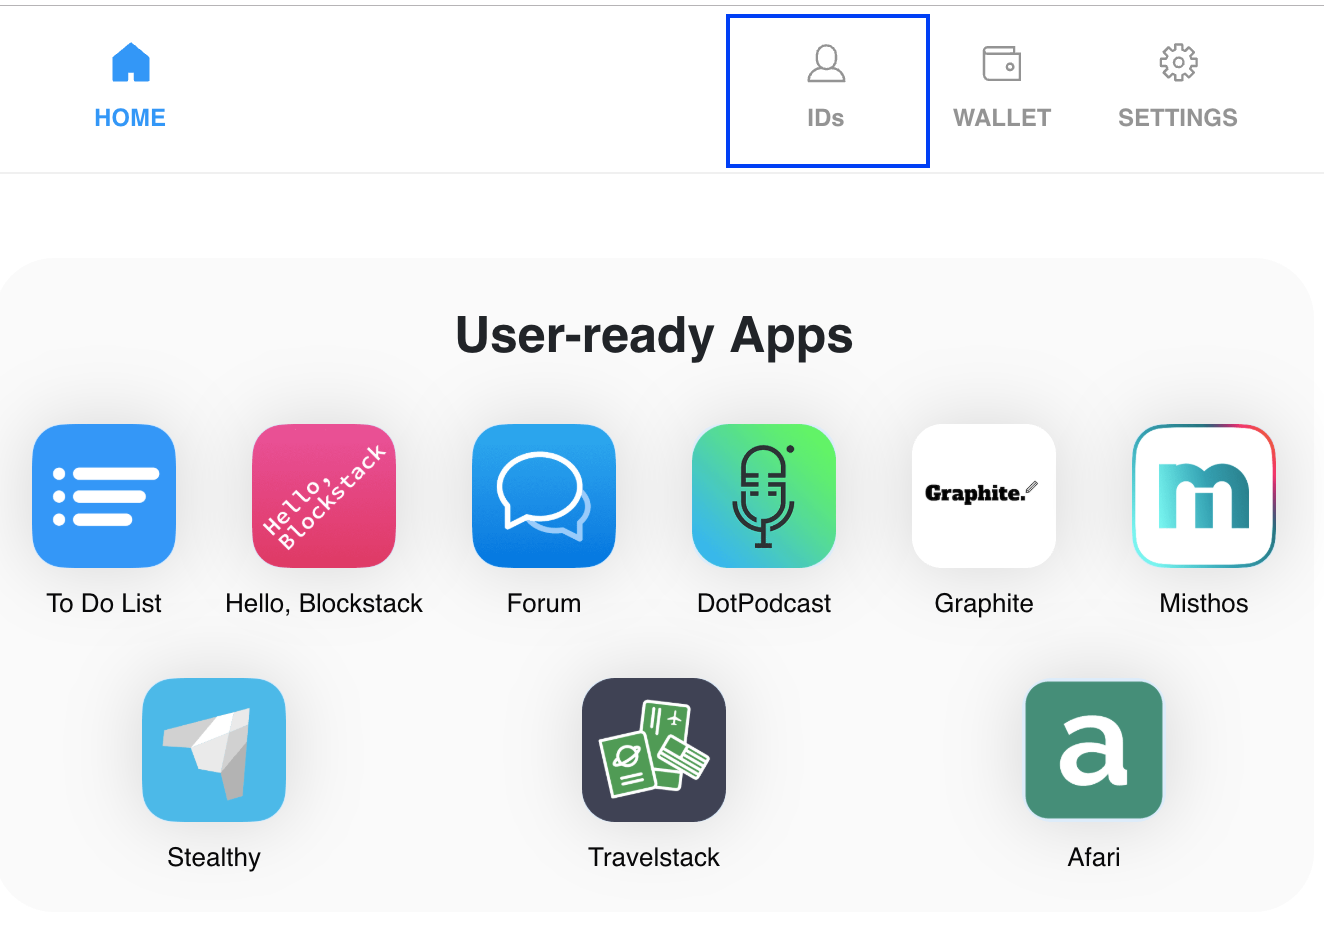 HOME
IDs
WALLET
SETTINGS
User-ready Apps
Hello,
Blockstack
Graphite.
m
To Do List
Hello, Blockstack
Forum
DotPodcast
Graphite
Misthos
a
Stealthy
Travelstack
Afari